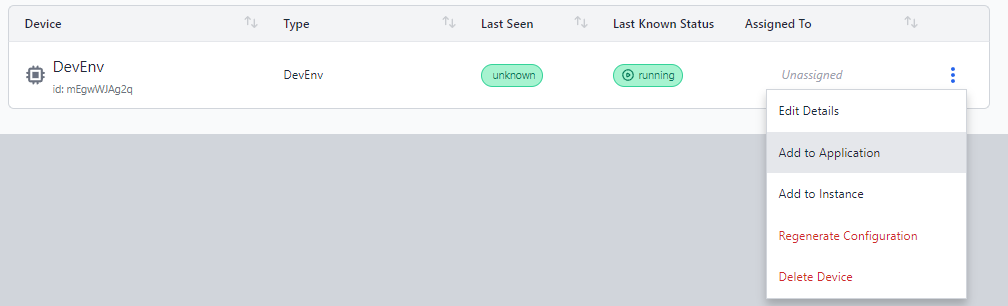 Device Type Last Seen Last Known Status Assigned To
DevEnv
id: mEgwWJAg2q
DevEnv unknown running Unassigned
Edit Details
Add to Application
Add to Instance
Regenerate Configuration
Delete Device